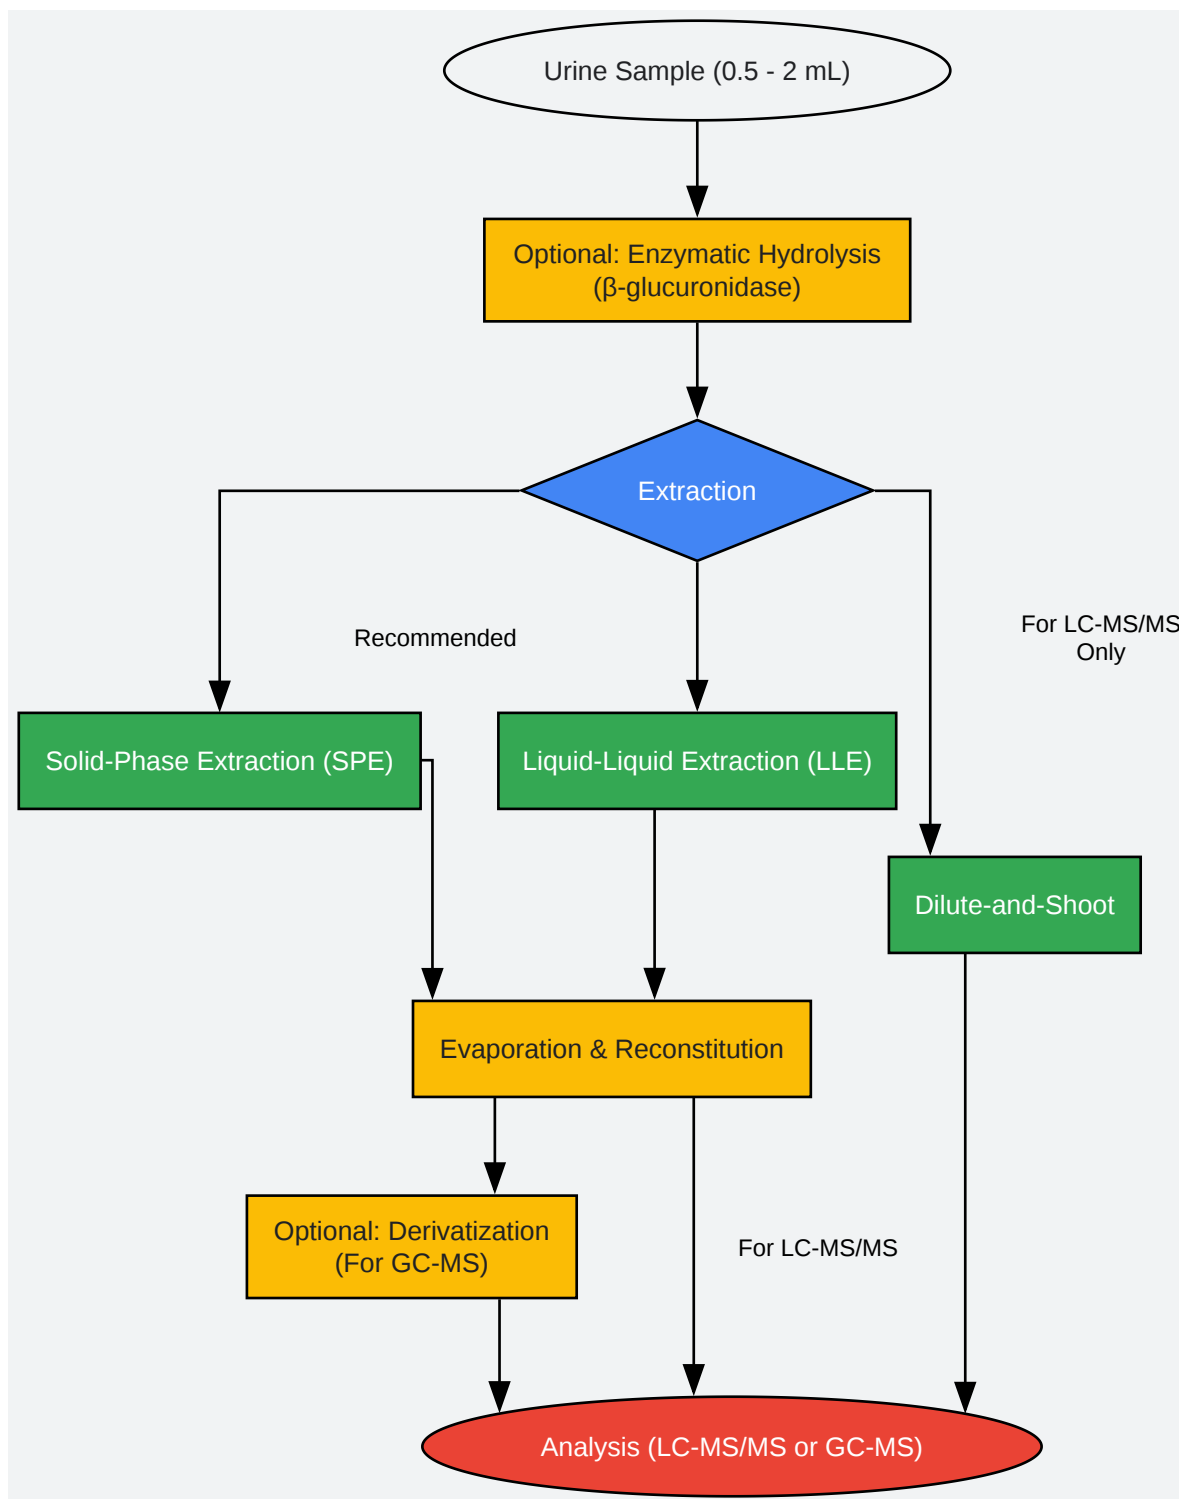 Urine Sample (0.5 - 2 mL)
Optional: Enzymatic Hydrolysis
(β-glucuronidase)
Extraction
Recommended
For LC-MS/MS
Only
Solid-Phase Extraction (SPE)
Liquid-Liquid Extraction (LLE)
Dilute-and-Shoot
Evaporation & Reconstitution
Optional: Derivatization
(For GC-MS)
For LC-MS/MS
Analysis (LC-MS/MS or GC-MS)